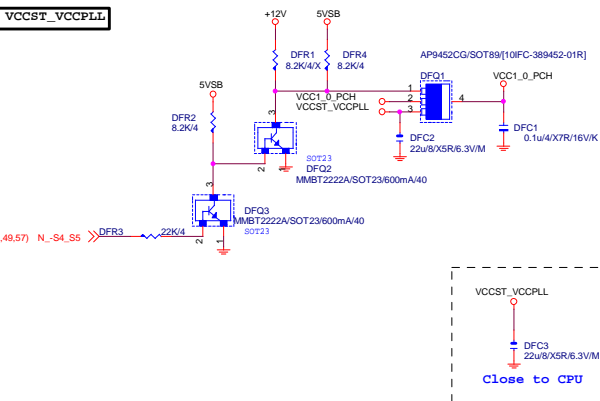 VCCST_VCCPLL
+12V
5VSB
DFR1
8.2K/4/X
DFR4
8.2K/4
AP9452CG/SOT89/[10IFC-389452-01R]
DFQ1
VCC1_0_PCH
1
VCC1_0_PCH
2
VCCST_VCCPLL
3
4
5VSB
DFR2
8.2K/4
3
DFC2
22u/8/X5R/6.3V/M
DFC1
0.1u/4/X7R/16V/K
2
1
SOT23
DFQ2
MMBT2222A/SOT23/600mA/40
3
DFQ3
MMBT2222A/SOT23/600mA/40
SOT23
,49,57) N_-S4_S5
DFR3
22K/4
2
1
VCCST_VCCPLL
DFC3
22u/8/X5R/6.3V/M
Close to CPU